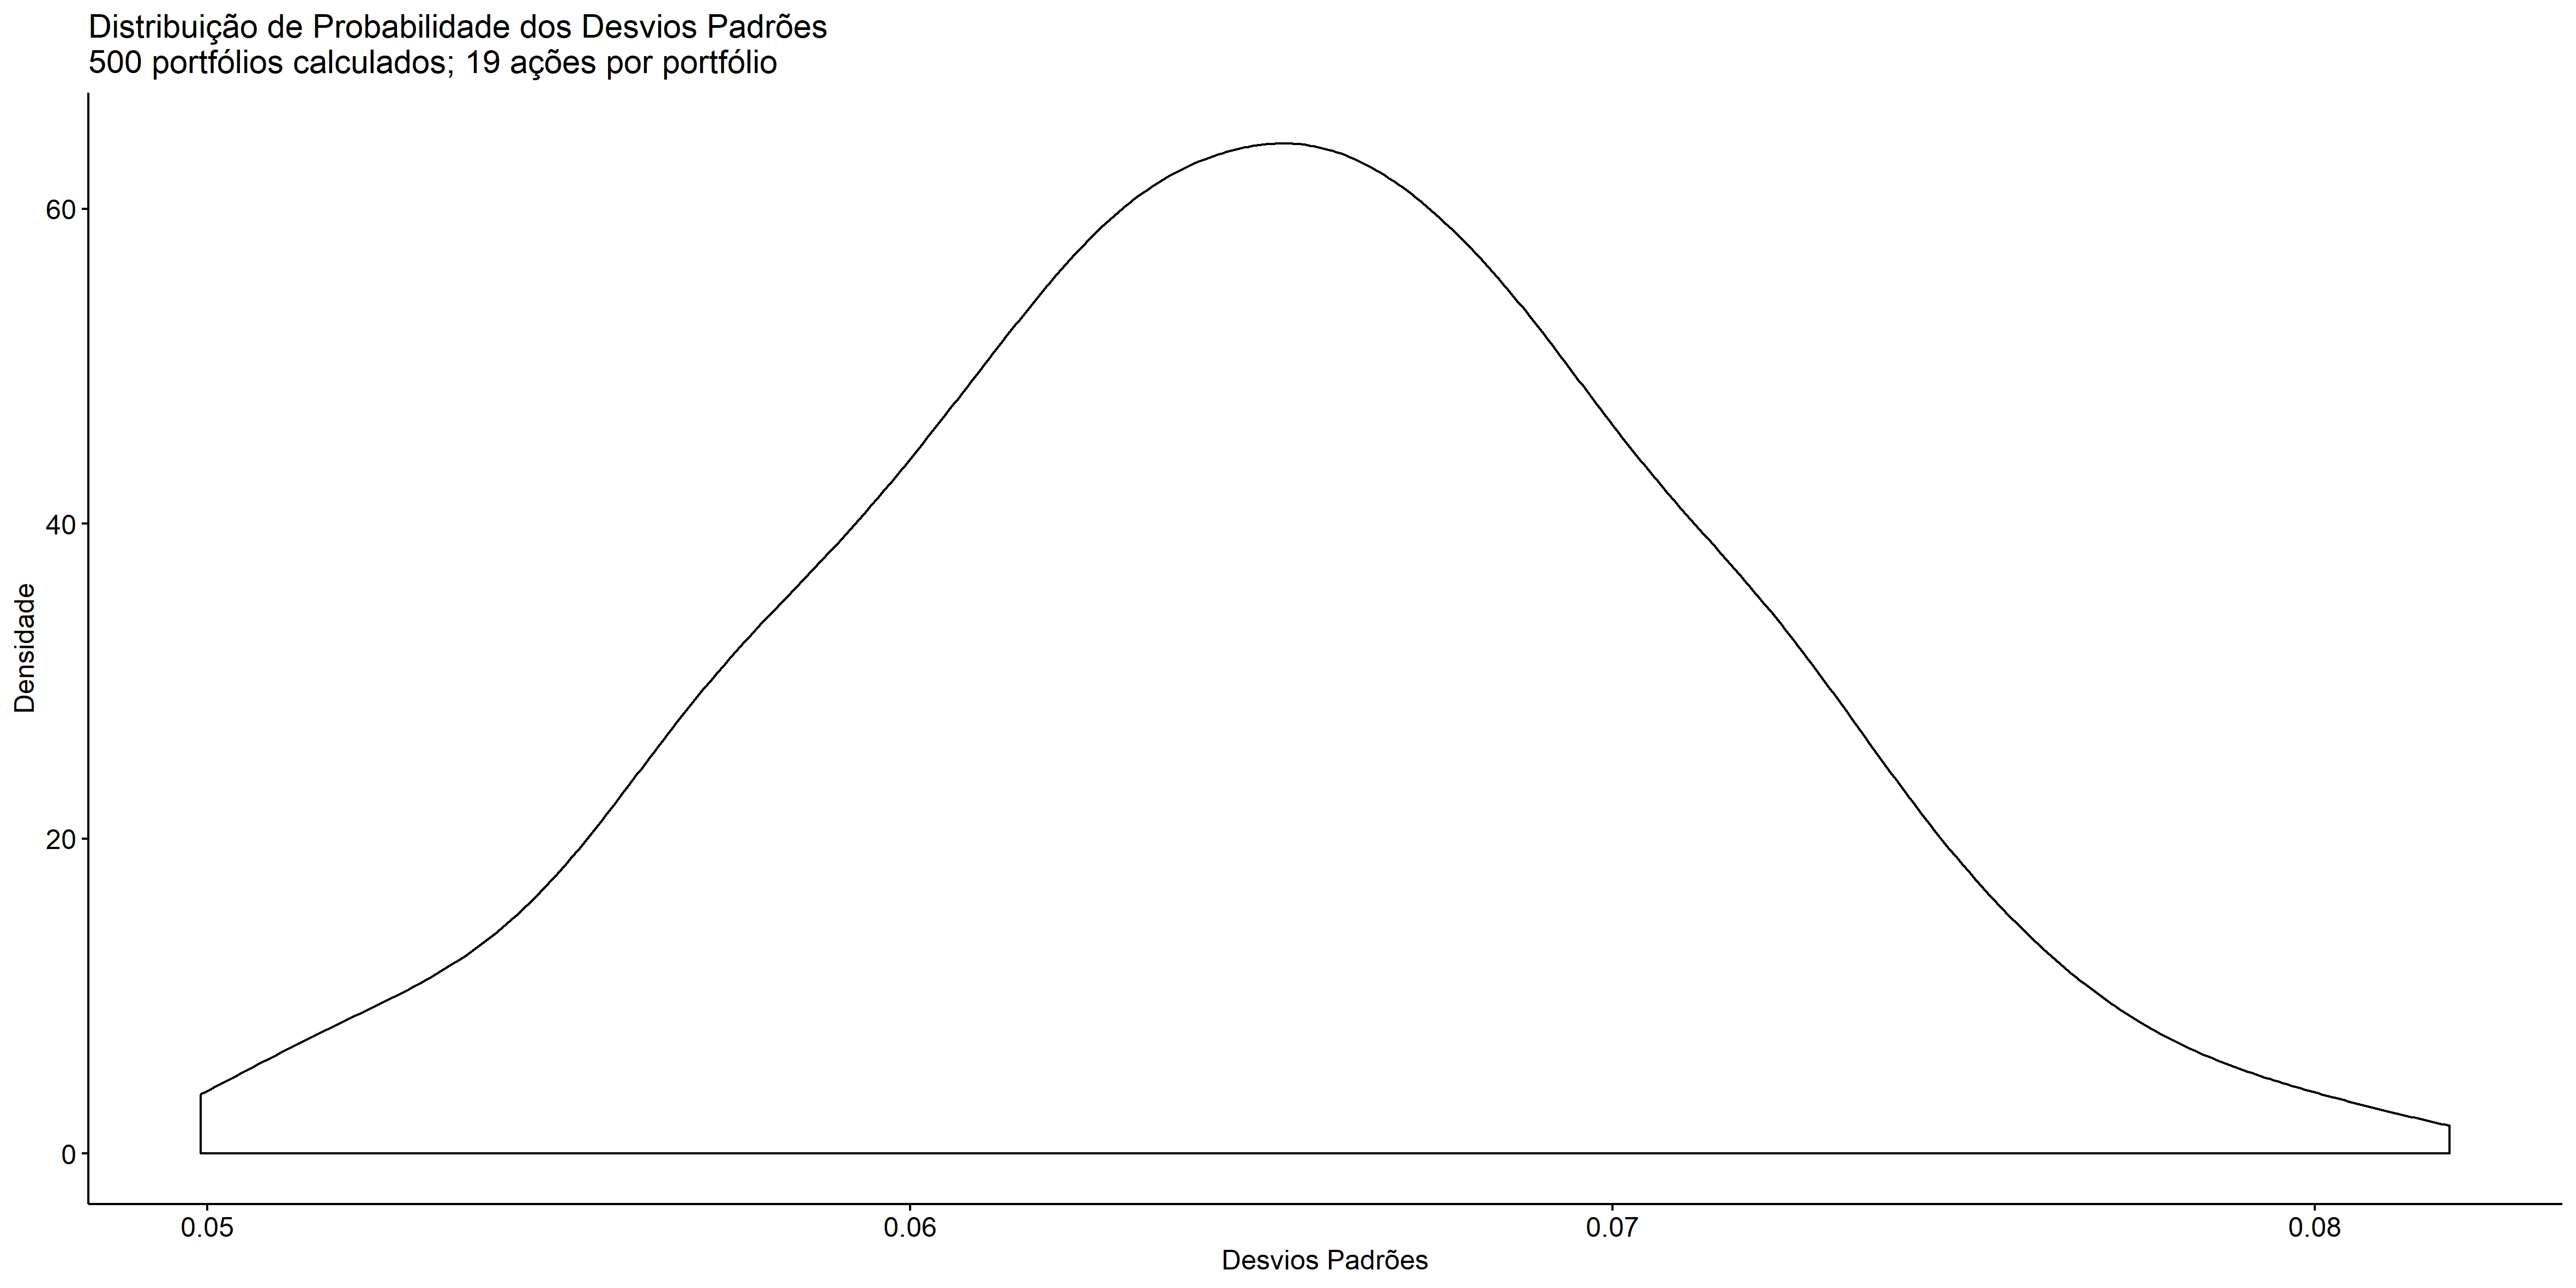 Distribuição de Probabilidade dos Desvios Padrões
500 portfólios calculados; 19 ações por portfólio
60
40
20
0
Densidade
0.05
0.06
0.07
0.08
Desvios Padrões